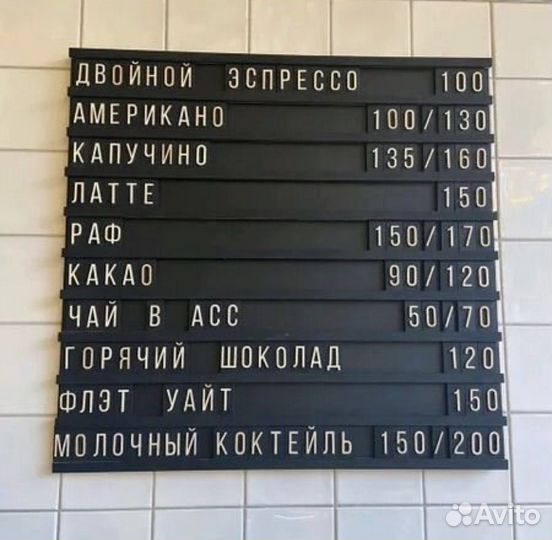 ДВОЙНОЙ ЭСПРЕССО 100
АМЕРИКАНО 100/130
КАПУЧИНО 135/160
ЛАТТЕ 150
РАФ 150/170
КАКАО 90/120
ЧАЙ В АСС 50/70
ГОРЯЧИЙ ШОКОЛАД 120
ФЛЭТ УАЙТ 150
МОЛОЧНЫЙ КОКТЕЙЛЬ 150/200
Avito